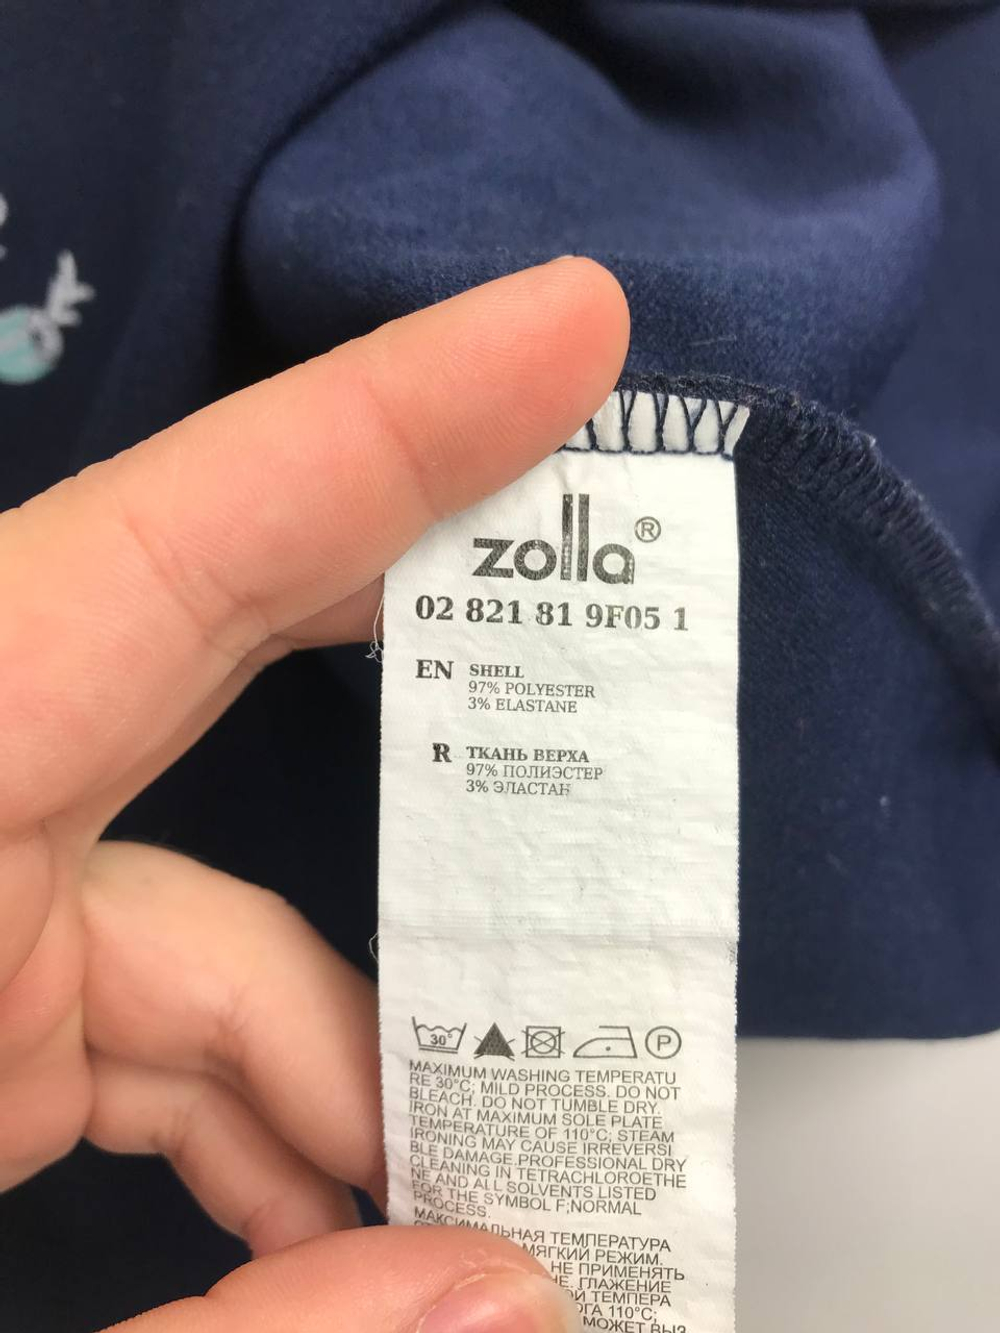 zolla®
02 821 81 9F05 1
EN SHELL
97% POLYESTER
3% ELASTANE
R ТКАНЬ ВЕРХА
97% ПОЛИЭСТЕР
3% ЭЛАСТАН
30° P
MAXIMUM WASHING TEMPERATU
RE 30°C; MILD PROCESS. DO NOT
BLEACH. DO NOT TUMBLE DRY.
IRON AT MAXIMUM SOLE PLATE
TEMPERATURE OF 110°C; STEAM
IRONING MAY CAUSE IRREVERSI
BLE DAMAGE.PROFESSIONAL DRY
CLEANING IN TETRACHLOROETHE
NE AND ALL SOLVENTS LISTED
FOR THE SYMBOL F;NORMAL
PROCESS.
МАКСИМАЛЬНАЯ ТЕМПЕРАТУРА
МЯГКИЙ РЕЖИМ.
НЕ ПРИМЕНЯТЬ
ГЛАЖЕНИЕ
ТЕМПЕРА
110°C;
МОЖЕТ ВЫЗ